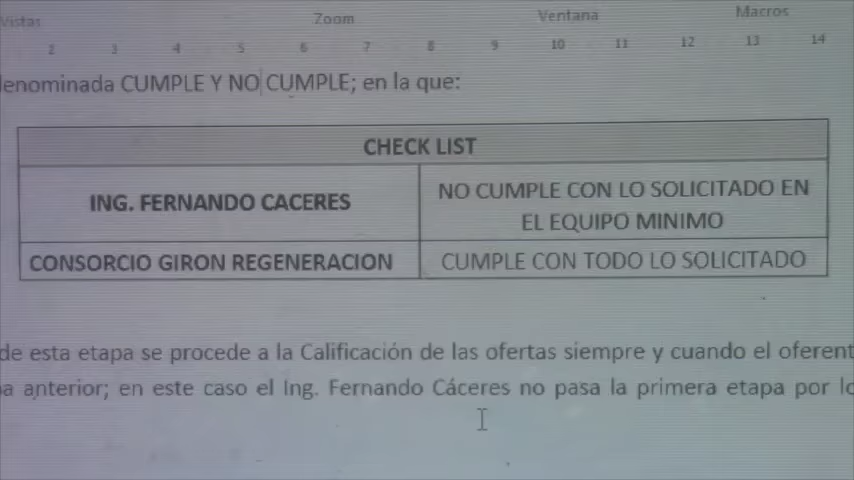 Vistas Zoom Ventana Macros
2 3 4 5 6 7 8 9 10 11 12 13 14
denominada CUMPLE Y NO CUMPLE; en la que:
CHECK LIST
ING. FERNANDO CACERES
NO CUMPLE CON LO SOLICITADO EN
EL EQUIPO MINIMO
CONSORCIO GIRON REGENERACION
CUMPLE CON TODO LO SOLICITADO
de esta etapa se procede a la Calificación de las ofertas siempre y cuando el oferent
anterior; en este caso el Ing. Fernando Cáceres no pasa la primera etapa por lo